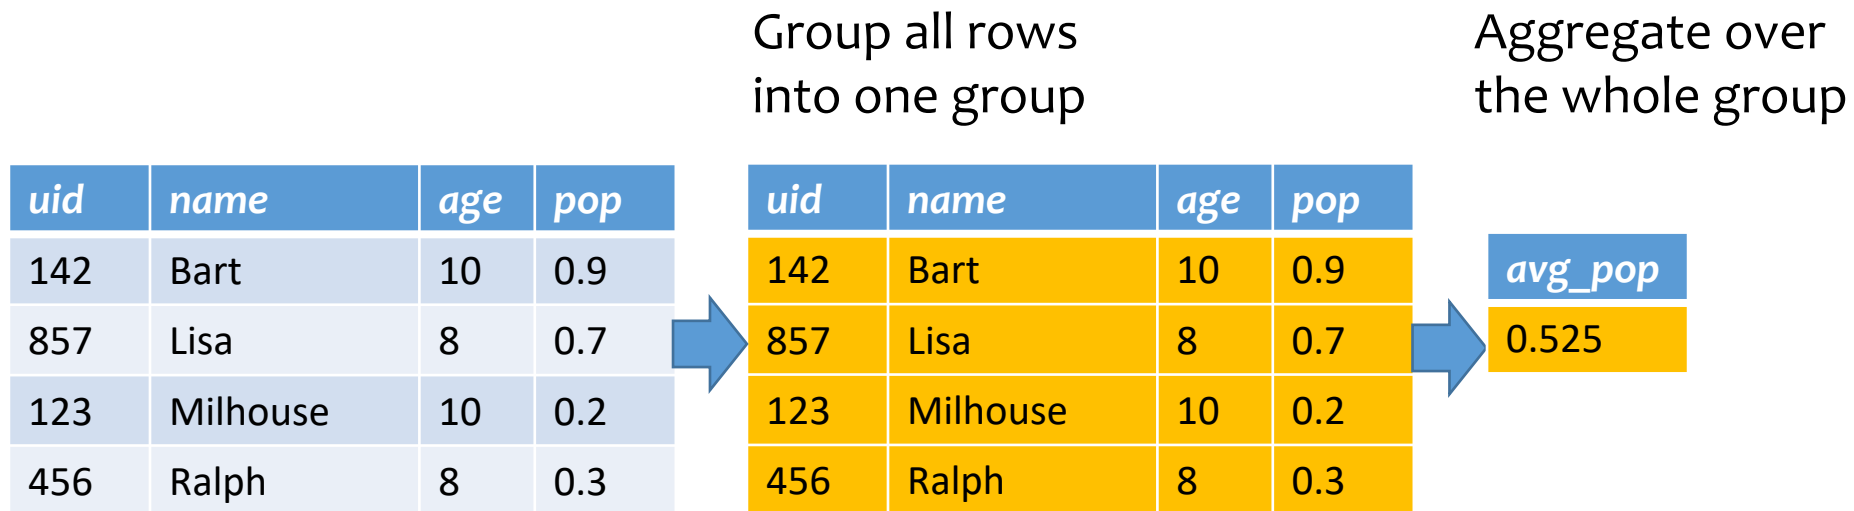 Group all rows
into one group
Aggregate over
the whole group
uid name age pop
142 Bart 10 0.9
857 Lisa 8 0.7
123 Milhouse 10 0.2
456 Ralph 8 0.3
uid name age pop
142 Bart 10 0.9
857 Lisa 8 0.7
123 Milhouse 10 0.2
456 Ralph 8 0.3
avg_pop
0.525